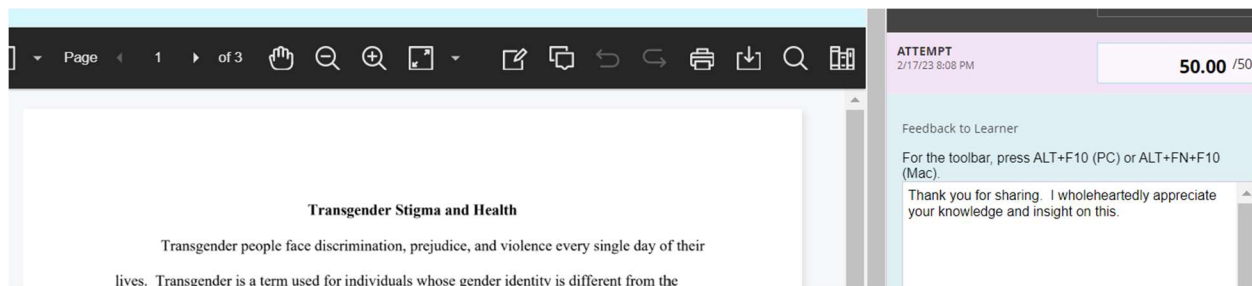 Page 1 of 3
Transgender Stigma and Health
Transgender people face discrimination, prejudice, and violence every single day of their
lives. Transgender is a term used for individuals whose gender identity is different from the
ATTEMPT
2/17/23 8:08 PM
50.00 /50
Feedback to Learner
For the toolbar, press ALT+F10 (PC) or ALT+FN+F10
(Mac).
Thank you for sharing. I wholeheartedly appreciate
your knowledge and insight on this.